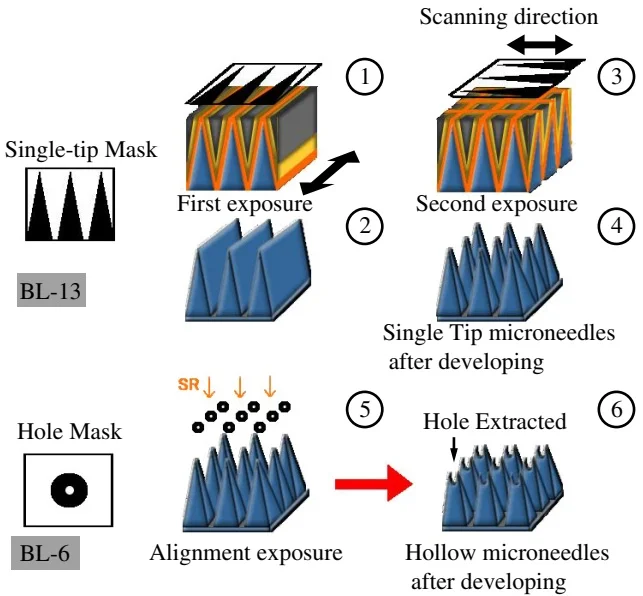 Scanning direction
1
3
Single-tip Mask
First exposure
Second exposure
2
4
BL-13
Single Tip microneedles
after developing
SR
5
6
Hole Extracted
Hole Mask
BL-6
Alignment exposure
Hollow microneedles
after developing